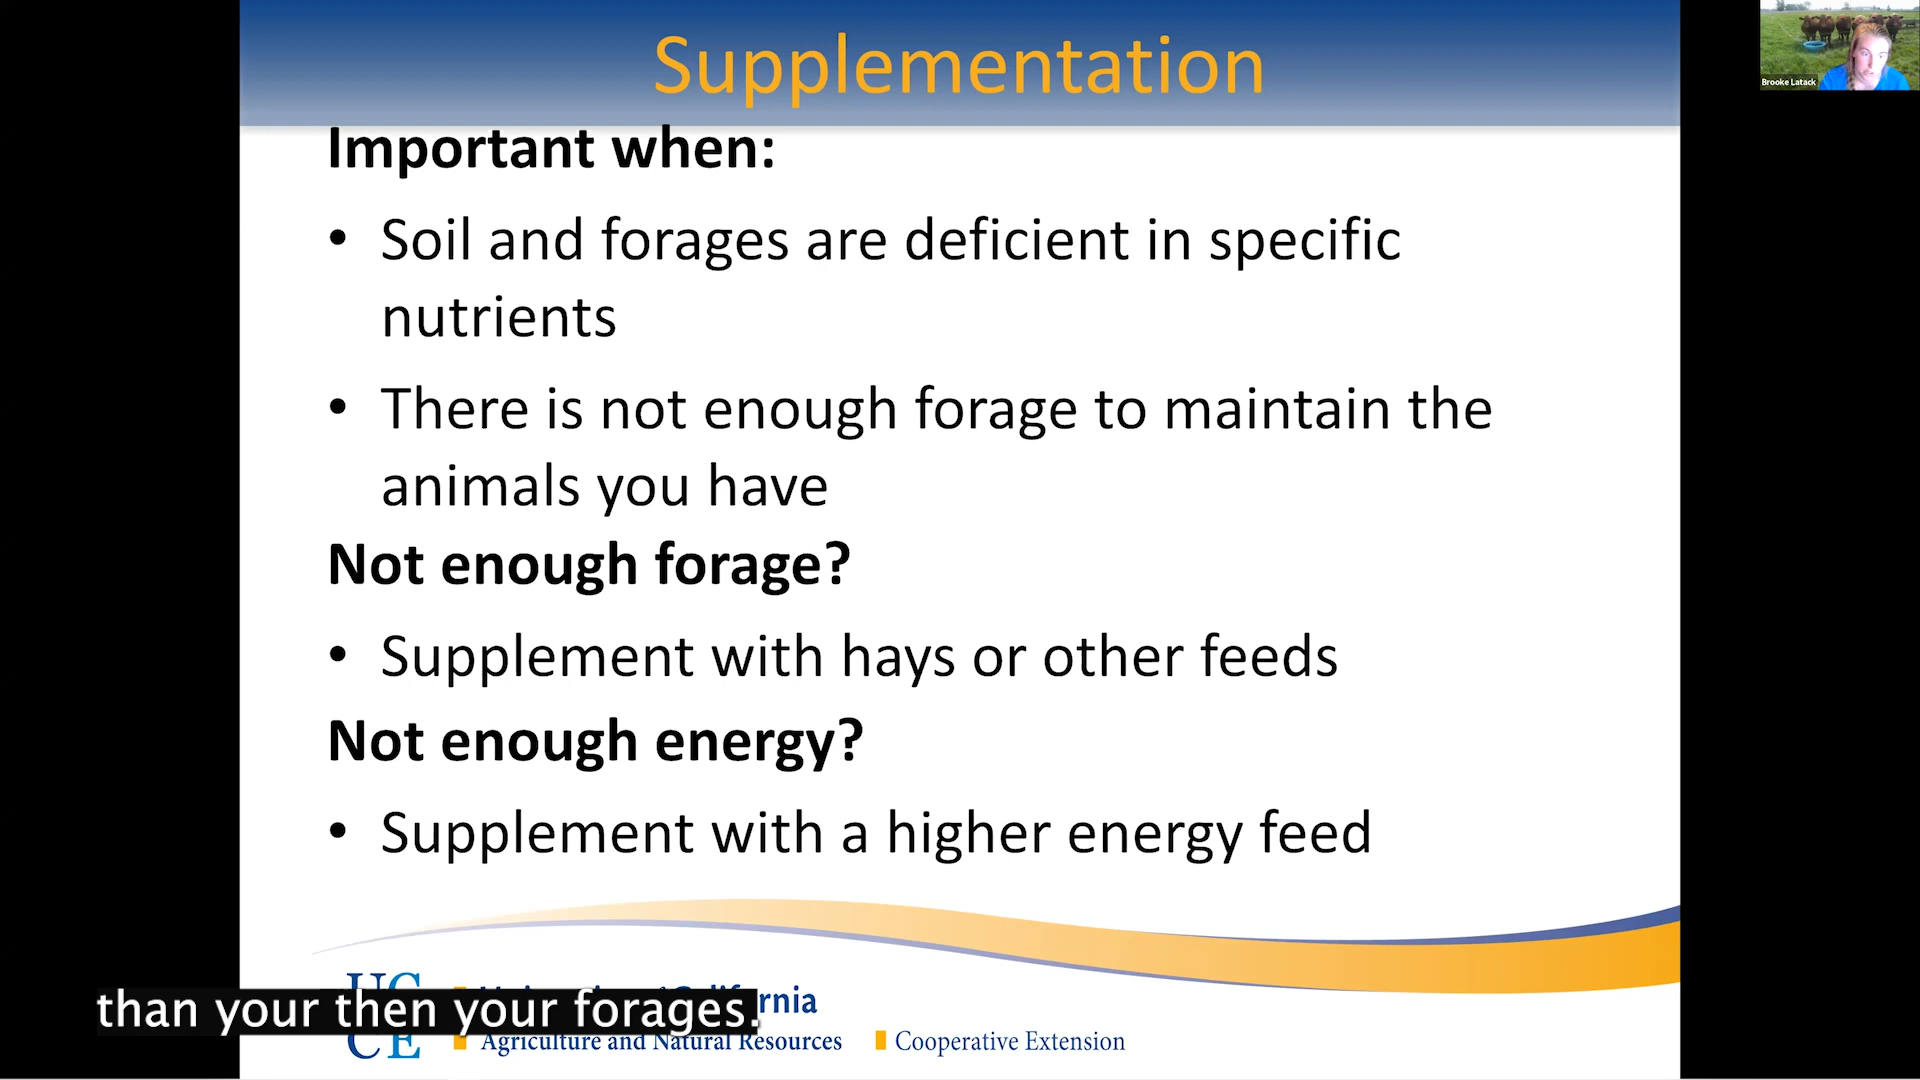 Supplementation
Brooke Latack
Important when:
• Soil and forages are deficient in specific
nutrients
• There is not enough forage to maintain the
animals you have
Not enough forage?
• Supplement with hays or other feeds
Not enough energy?
• Supplement with a higher energy feed
than your then your forages.
UC
CE
University of California
Agriculture and Natural Resources
Cooperative Extension